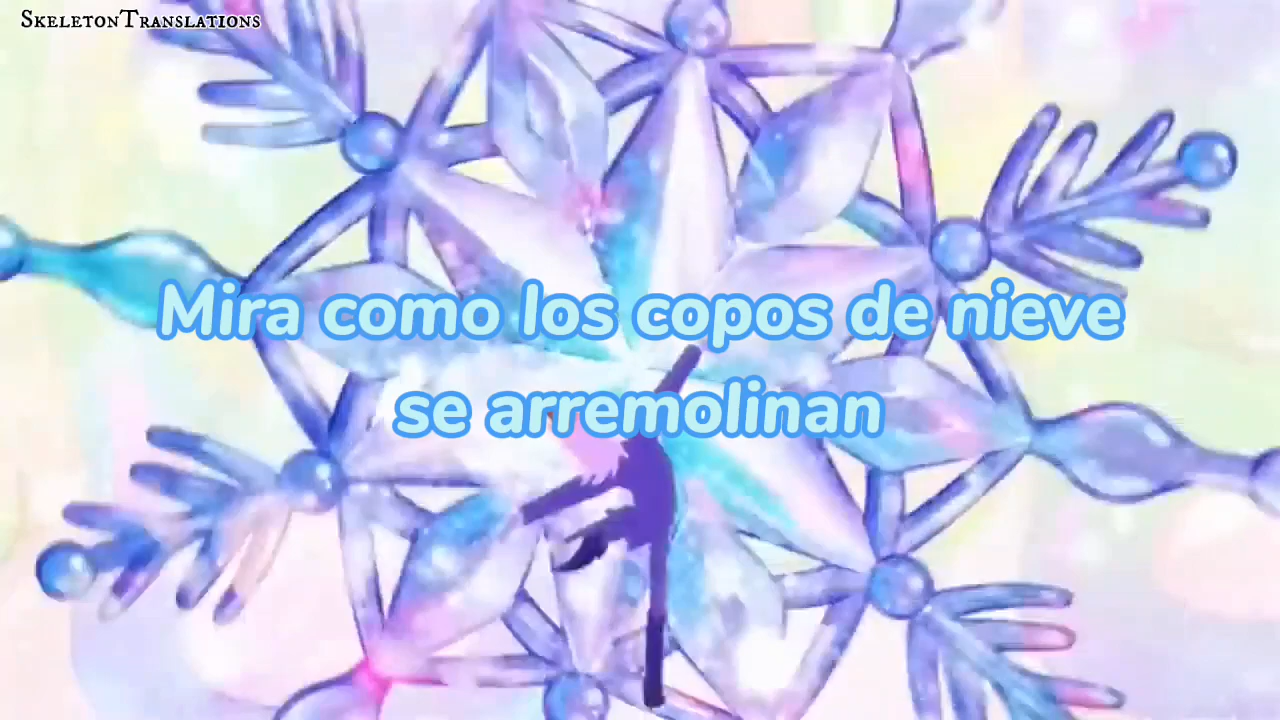 SkeletonTranslations
Mira como los copos de nieve
se arremolinan